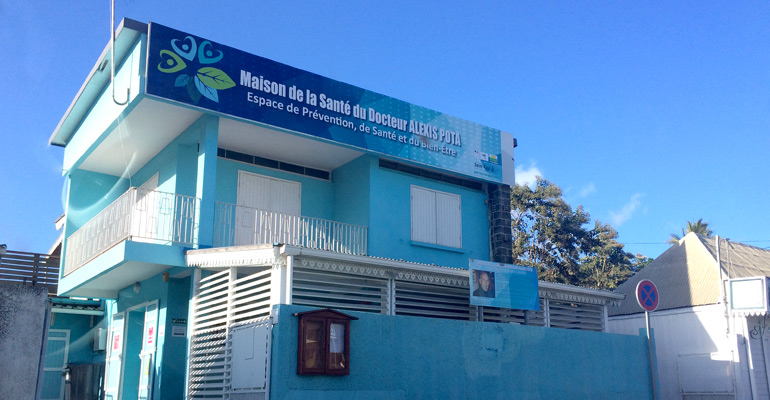 Maison de la Santé du Docteur ALEXIS POTA
Espace de Prévention, de Santé et du Bien-Être